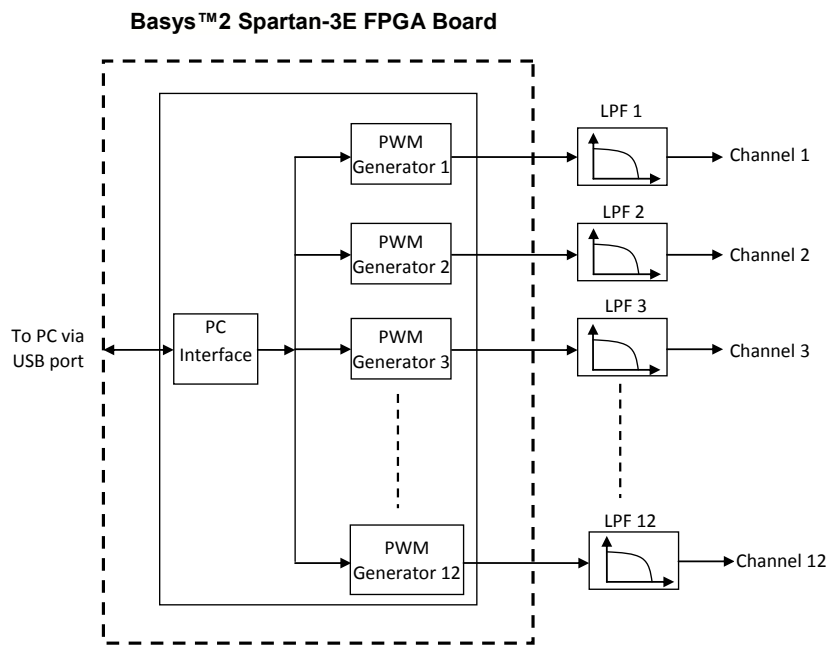 Basys™2 Spartan-3E FPGA Board
LPF 1
PWM
Generator 1
Channel 1
LPF 2
PWM
Generator 2
Channel 2
LPF 3
To PC via
USB port
PC
Interface
PWM
Generator 3
Channel 3
LPF 12
PWM
Generator 12
Channel 12